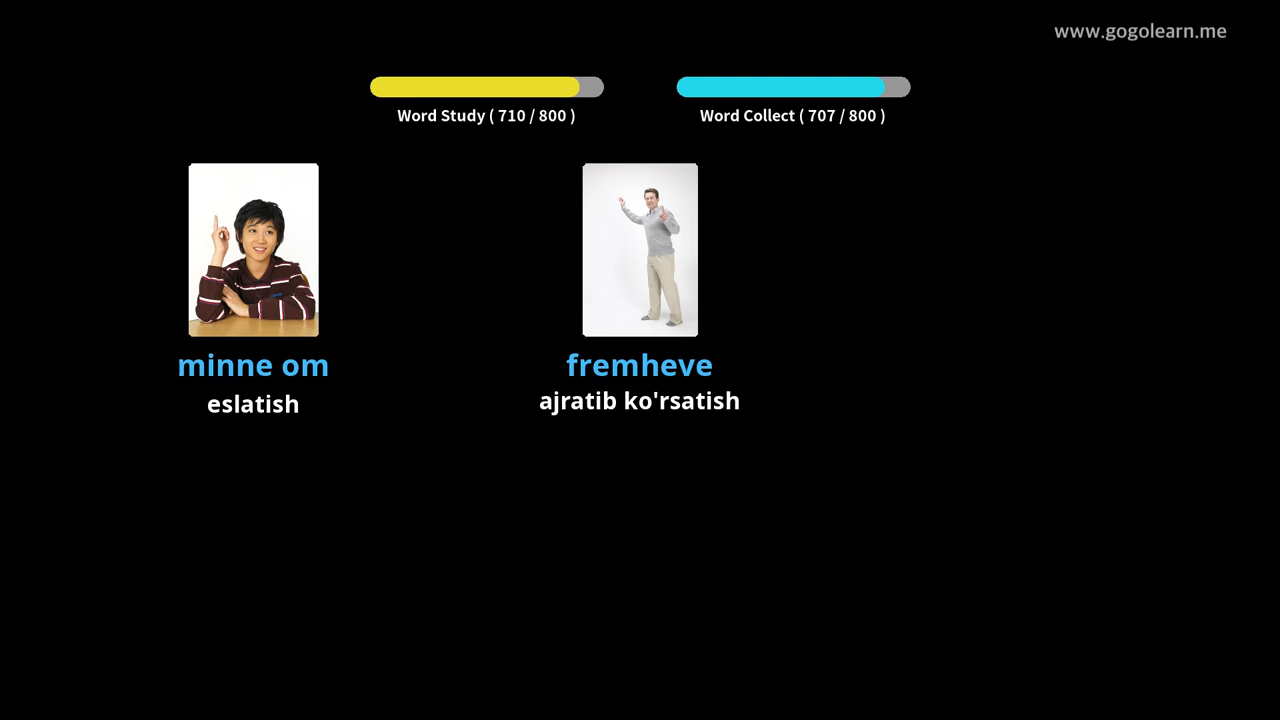 www.gogolearn.me
Word Study ( 710 / 800 )
Word Collect ( 707 / 800 )
minne om
eslatish
fremheve
ajratib ko'rsatish